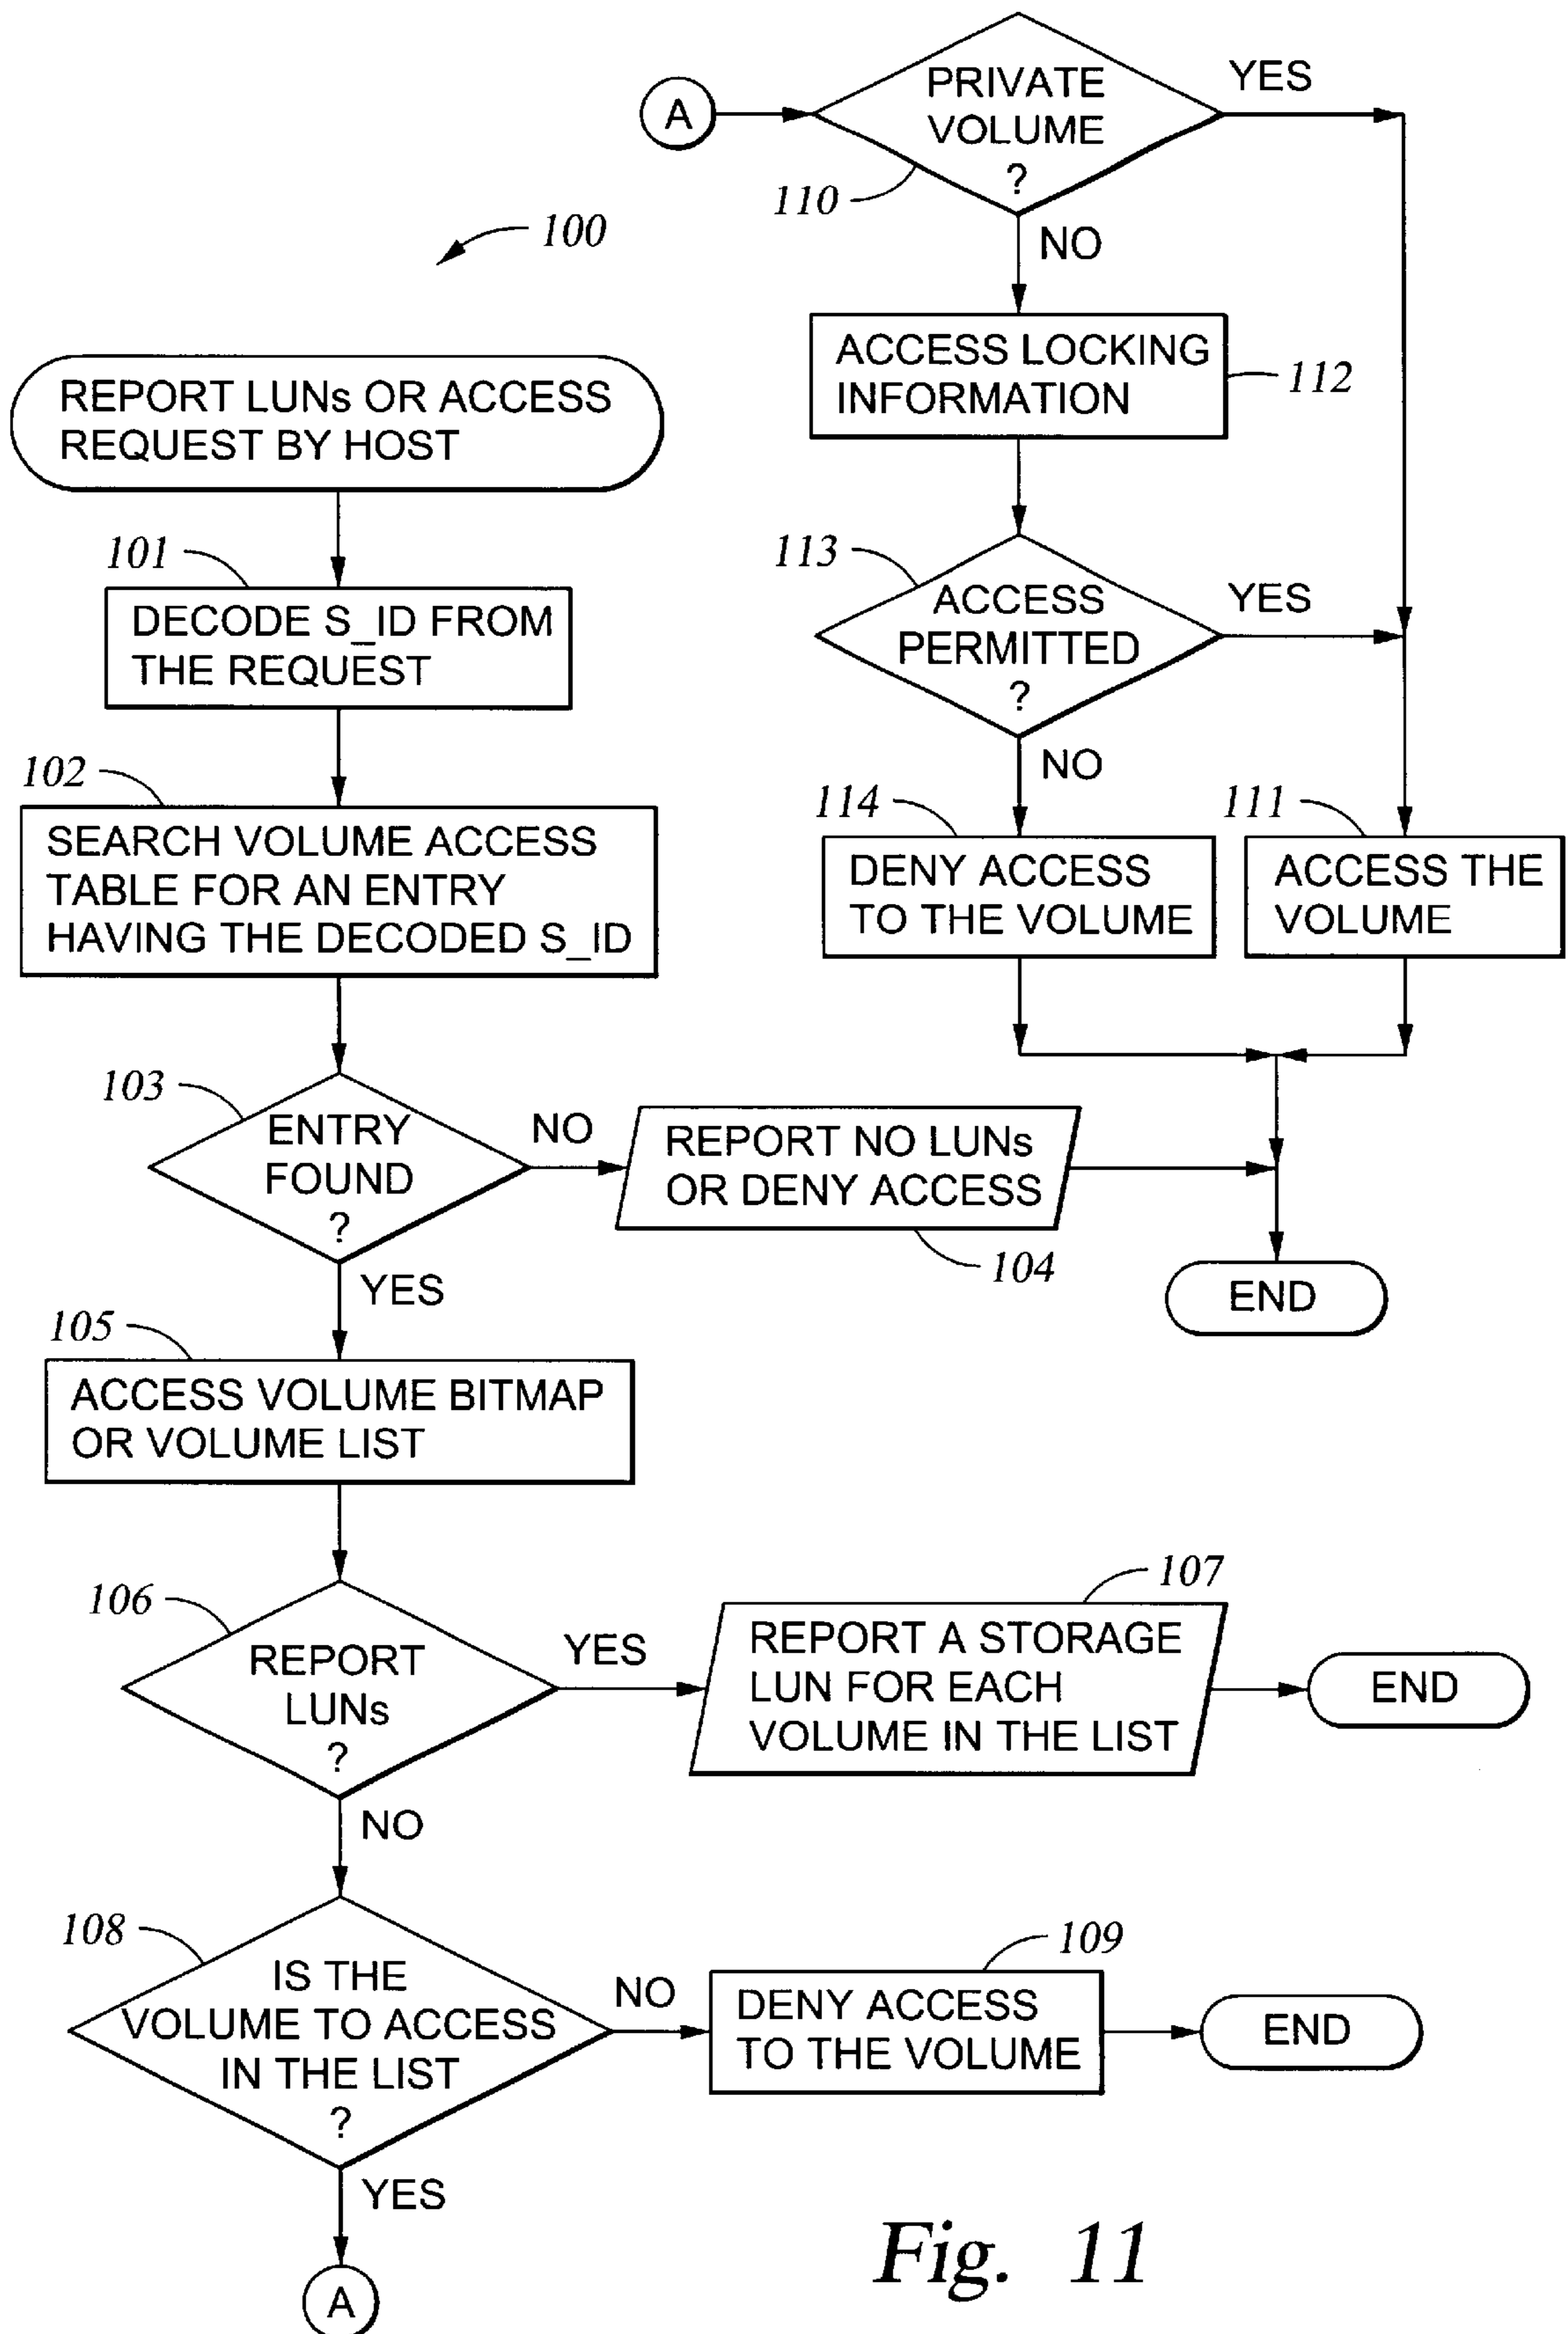 100
REPORT LUNs OR ACCESS
REQUEST BY HOST
101
DECODE S_ID FROM
THE REQUEST
102
SEARCH VOLUME ACCESS
TABLE FOR AN ENTRY
HAVING THE DECODED S_ID
103
ENTRY
FOUND
?
NO
REPORT NO LUNs
OR DENY ACCESS
104
YES
105
ACCESS VOLUME BITMAP
OR VOLUME LIST
106
REPORT
LUNs
?
YES
107
REPORT A STORAGE
LUN FOR EACH
VOLUME IN THE LIST
END
NO
108
IS THE
VOLUME TO ACCESS
IN THE LIST
?
NO
109
DENY ACCESS
TO THE VOLUME
END
YES
A
A
PRIVATE
VOLUME
?
110
YES
NO
ACCESS LOCKING
INFORMATION
112
113
ACCESS
PERMITTED
?
YES
NO
114
DENY ACCESS
TO THE VOLUME
111
ACCESS THE
VOLUME
END
Fig. 11